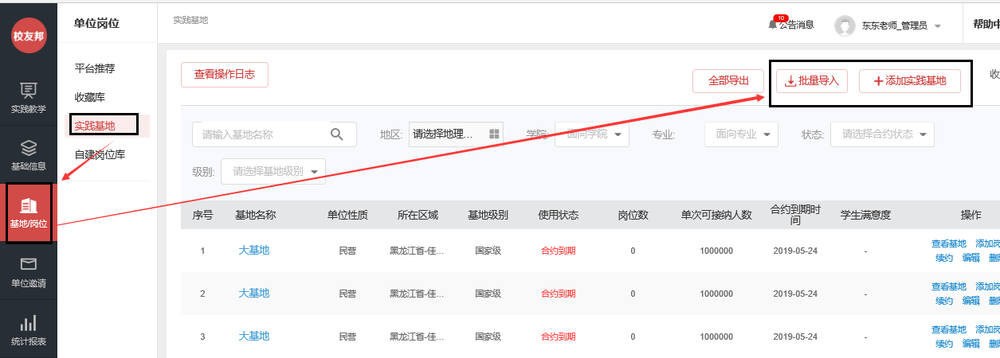 校友邦
实践教学
基础信息
基地/岗位
单位邀请
统计报表
单位岗位
平台推荐
收藏库
实践基地
自建岗位库
实践基地
10
公告消息
东东老师_管理员
帮助中
查看操作日志
全部导出
批量导入
添加实践基地
收
请输入基地名称
地区: 请选择地理...
学院: 面向学院
专业: 面向专业
状态: 请选择合约状态
级别: 请选择基地级别
序号 基地名称 单位性质 所在区域 基地级别 使用状态 岗位数 单次可接纳人数 合约到期时间 学生满意度 操作
1 大基地 民营 黑龙江省-佳... 国家级 合约到期 0 1000000 2019-05-24 - 查看基地 添加岗
续约 编辑 删
2 大基地 民营 黑龙江省-佳... 国家级 合约到期 0 1000000 2019-05-24 - 查看基地 添加岗
续约 编辑 删
3 大基地 民营 黑龙江省-佳... 国家级 合约到期 0 1000000 2019-05-24 - 查看基地 添加岗
续约 编辑 删